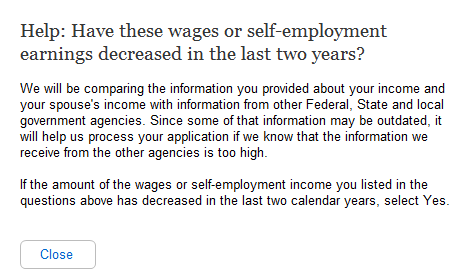 Help: Have these wages or self-employment
earnings decreased in the last two years?
We will be comparing the information you provided about your income and
your spouse's income with information from other Federal, State and local
government agencies. Since some of that information may be outdated, it
will help us process your application if we know that the information we
receive from the other agencies is too high.
If the amount of the wages or self-employment income you listed in the
questions above has decreased in the last two calendar years, select Yes.
Close